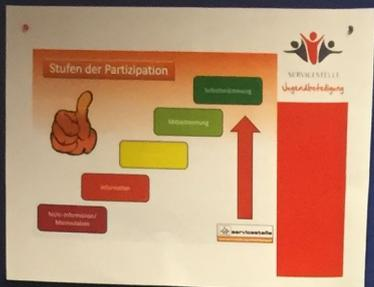 Stufen der Partizipation
SERVICESTELLE
Jugendbeteiligung
Selbstbestimmung
Mitbestimmung
Information
Nicht-Information/
Manipulation
servicestelle